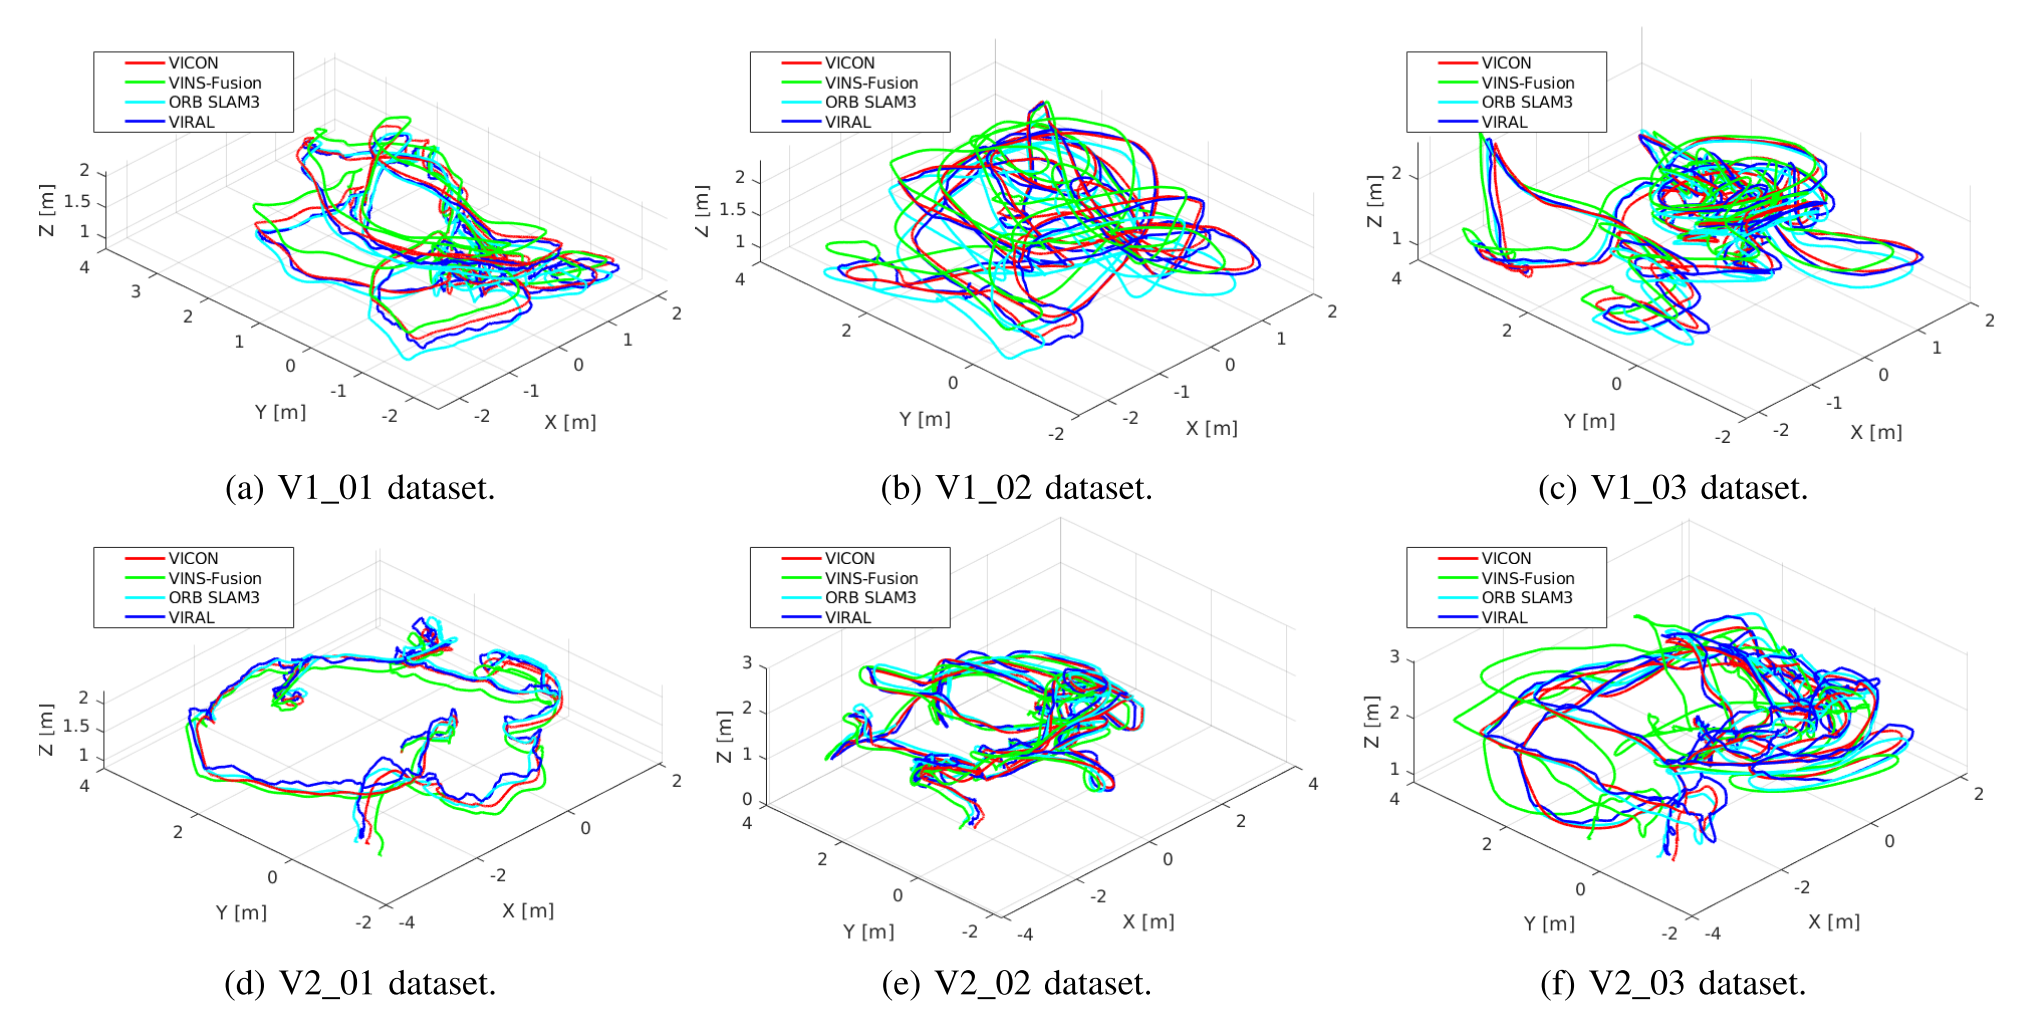 VICON
VINS-Fusion
ORB SLAM3
VIRAL
Z [m]
2
1.5
1
4
3
2
1
0
-1
-2
Y [m]
-2
-1
0
1
2
X [m]
(a) V1_01 dataset.
VICON
VINS-Fusion
ORB SLAM3
VIRAL
Z [m]
2
1.5
1
4
2
0
-2
Y [m]
-2
-1
0
1
2
X [m]
(b) V1_02 dataset.
VICON
VINS-Fusion
ORB SLAM3
VIRAL
Z [m]
2
1
4
2
0
-2
Y [m]
-2
-1
0
1
2
X [m]
(c) V1_03 dataset.
VICON
VINS-Fusion
ORB SLAM3
VIRAL
Z [m]
2
1.5
1
4
2
0
-2
Y [m]
-4
-2
0
2
X [m]
(d) V2_01 dataset.
VICON
VINS-Fusion
ORB SLAM3
VIRAL
Z [m]
3
2
1
0
4
2
0
-2
Y [m]
-4
-2
0
2
4
X [m]
(e) V2_02 dataset.
VICON
VINS-Fusion
ORB SLAM3
VIRAL
Z [m]
3
2
1
4
2
0
-2
Y [m]
-4
-2
0
2
X [m]
(f) V2_03 dataset.